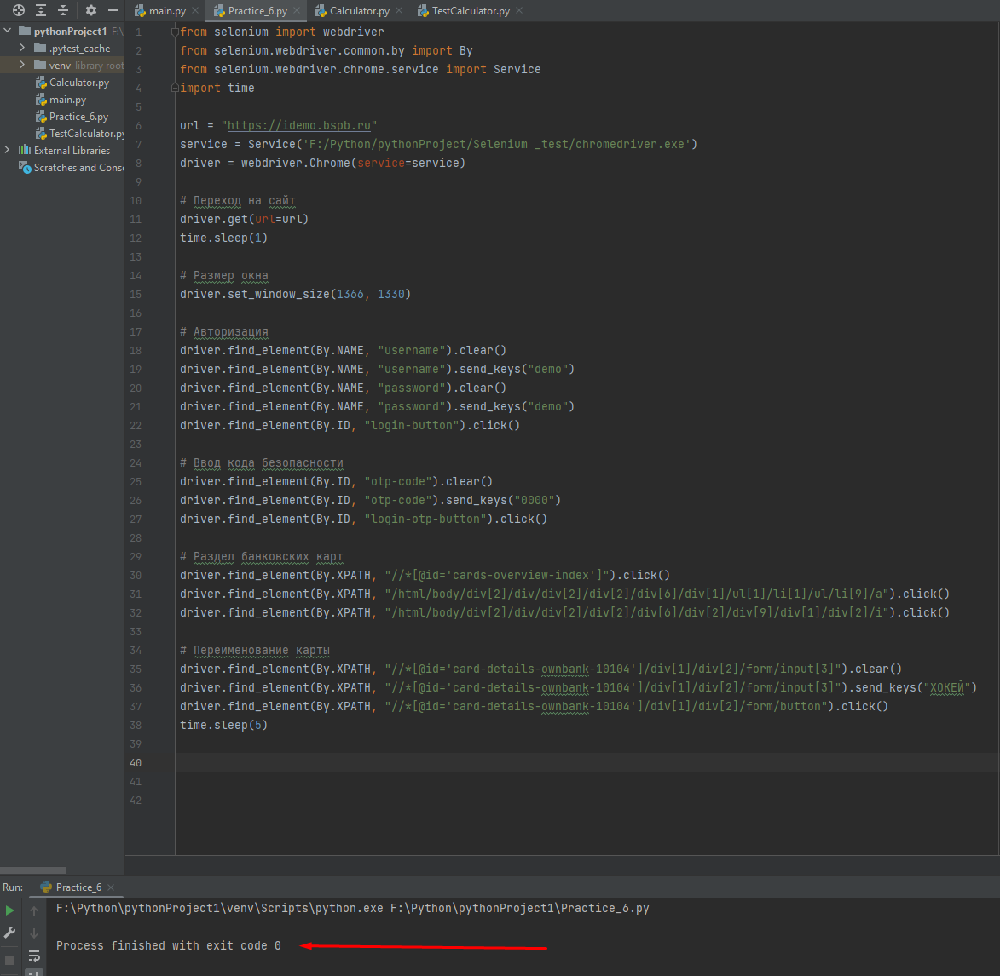 main.py
Practice_6.py
Calculator.py
TestCalculator.py
pythonProject1 F:\
.pytest_cache
venv library root
Calculator.py
main.py
Practice_6.py
TestCalculator.py
External Libraries
Scratches and Conso
1 from selenium import webdriver
2 from selenium.webdriver.common.by import By
3 from selenium.webdriver.chrome.service import Service
4 import time
5
6 url = "https://idemo.bspb.ru"
7 service = Service('F:/Python/pythonProject/Selenium _test/chromedriver.exe')
8 driver = webdriver.Chrome(service=service)
9
10 # Переход на сайт
11 driver.get(url=url)
12 time.sleep(1)
13
14 # Размер окна
15 driver.set_window_size(1366, 1330)
16
17 # Авторизация
18 driver.find_element(By.NAME, "username").clear()
19 driver.find_element(By.NAME, "username").send_keys("demo")
20 driver.find_element(By.NAME, "password").clear()
21 driver.find_element(By.NAME, "password").send_keys("demo")
22 driver.find_element(By.ID, "login-button").click()
23
24 # Ввод кода безопасности
25 driver.find_element(By.ID, "otp-code").clear()
26 driver.find_element(By.ID, "otp-code").send_keys("0000")
27 driver.find_element(By.ID, "login-otp-button").click()
28
29 # Раздел банковских карт
30 driver.find_element(By.XPATH, "//*[@id='cards-overview-index']").click()
31 driver.find_element(By.XPATH, "/html/body/div[2]/div/div[2]/div[2]/div[6]/div[1]/ul[1]/li[1]/ul/li[9]/a").click()
32 driver.find_element(By.XPATH, "/html/body/div[2]/div/div[2]/div[2]/div[6]/div[2]/div[9]/div[1]/div[2]/i").click()
33
34 # Переименование карты
35 driver.find_element(By.XPATH, "//*[@id='card-details-ownbank-10104']/div[1]/div[2]/form/input[3]").clear()
36 driver.find_element(By.XPATH, "//*[@id='card-details-ownbank-10104']/div[1]/div[2]/form/input[3]").send_keys("ХОКЕЙ")
37 driver.find_element(By.XPATH, "//*[@id='card-details-ownbank-10104']/div[1]/div[2]/form/button").click()
38 time.sleep(5)
39
40
41
42
Run: Practice_6
F:\Python\pythonProject1\venv\Scripts\python.exe F:\Python\pythonProject1\Practice_6.py
Process finished with exit code 0